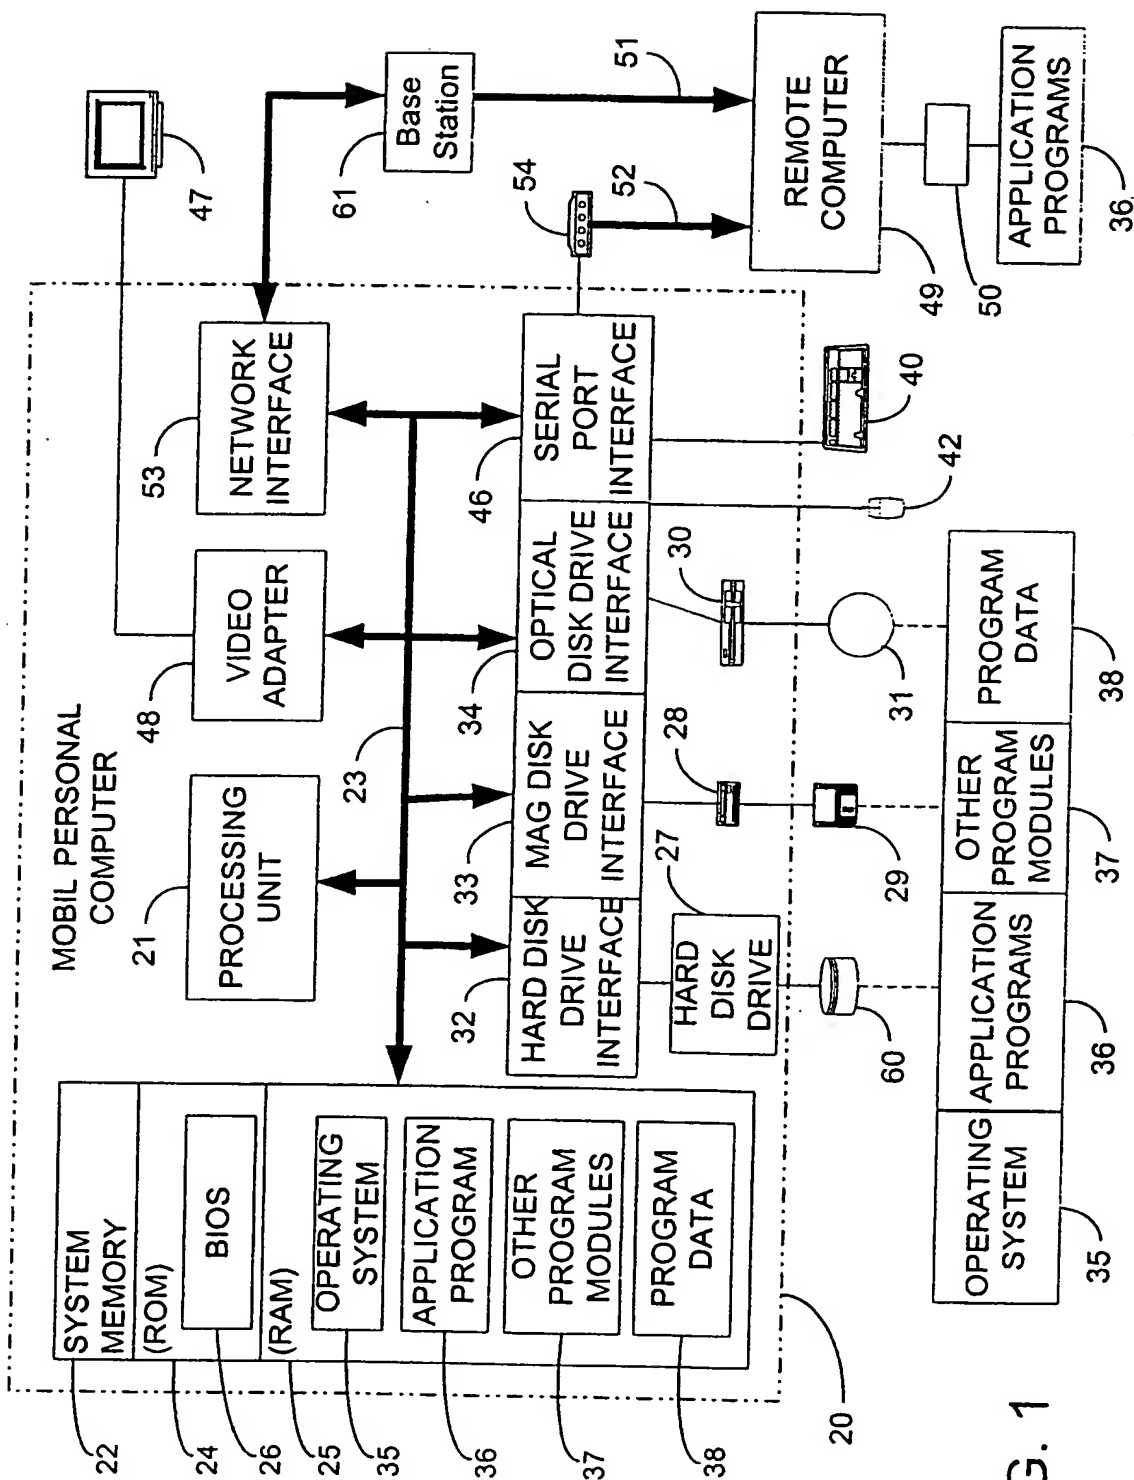 MOBIL PERSONAL
COMPUTER
22
SYSTEM
MEMORY
24
(ROM)
26
BIOS
25
(RAM)
35
OPERATING
SYSTEM
36
APPLICATION
PROGRAM
37
OTHER
PROGRAM
MODULES
38
PROGRAM
DATA
20
21
PROCESSING
UNIT
48
VIDEO
ADAPTER
53
NETWORK
INTERFACE
47
61
Base
Station
23
32
HARD DISK
DRIVE
INTERFACE
33
MAG DISK
DRIVE
INTERFACE
34
OPTICAL
DISK DRIVE
INTERFACE
46
SERIAL
PORT
INTERFACE
54
52
51
REMOTE
COMPUTER
49
50
APPLICATION
PROGRAMS
36
27
HARD
DISK
DRIVE
28
30
60
29
31
42
40
OPERATING
SYSTEM
APPLICATION
PROGRAMS
OTHER
PROGRAM
MODULES
PROGRAM
DATA
35
36
37
38
G. 1